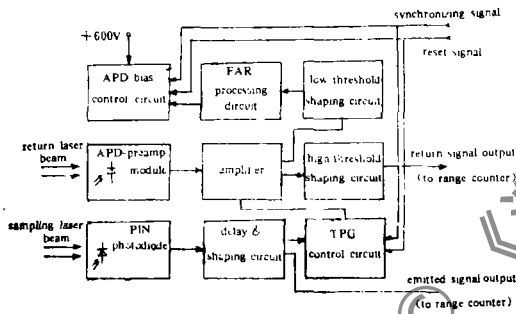 synchronizing signal
+600V
reset signal
APD bias
control circuit
FAR
processing
circuit
low threshold
shaping circuit
return laser
beam
APD-preamp
module
amplifier
high threshold
shaping circuit
return signal output
(to range counter)
sampling laser
beam
PIN
photodiode
delay &
shaping circuit
TPG
control circuit
emitted signal output
(to range counter)